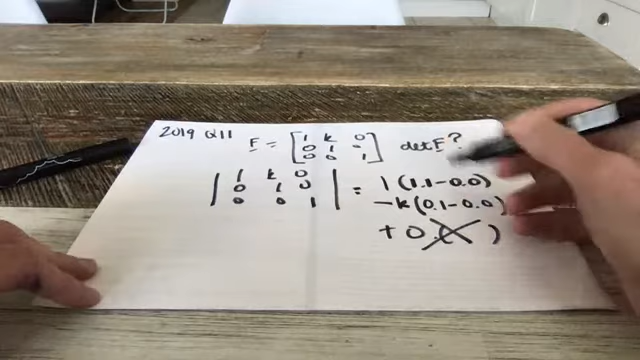 2019 Q11 F = [1 k 0 0 1 0 0 0 1] det F?
|1 k 0 0 1 0 0 0 1| = 1(1.1-0.0)
-k(0.1-0.0)
+0.( )